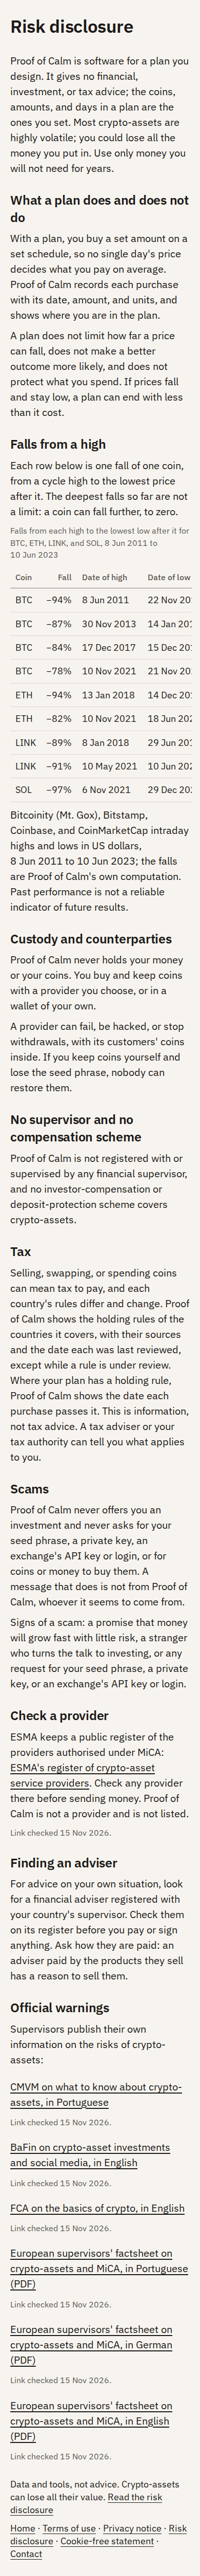 Risk disclosure
Proof of Calm is software for a plan you
design. It gives no financial,
investment, or tax advice; the coins,
amounts, and days in a plan are the
ones you set. Most crypto-assets are
highly volatile; you could lose all the
money you put in. Use only money you
will not need for years.
What a plan does and does not
do
With a plan, you buy a set amount on a
set schedule, so no single day's price
decides what you pay on average.
Proof of Calm records each purchase
with its date, amount, and units, and
shows where you are in the plan.
A plan does not limit how far a price
can fall, does not make a better
outcome more likely, and does not
protect what you spend. If prices fall
and stay low, a plan can end with less
than it cost.
Falls from a high
Each row below is one fall of one coin,
from a cycle high to the lowest price
after it. The deepest falls so far are not
a limit: a coin can fall further, to zero.
Falls from each high to the lowest low after it for
BTC, ETH, LINK, and SOL, 8 Jun 2011 to
10 Jun 2023
Coin Fall Date of high Date of low
BTC −94% 8 Jun 2011 22 Nov 20
BTC −87% 30 Nov 2013 14 Jan 20
BTC −84% 17 Dec 2017 15 Dec 20
BTC −78% 10 Nov 2021 21 Nov 20
ETH −94% 13 Jan 2018 14 Dec 20
ETH −82% 10 Nov 2021 18 Jun 20
LINK −89% 8 Jan 2018 29 Jun 20
LINK −91% 10 May 2021 10 Jun 20
SOL −97% 6 Nov 2021 29 Dec 20
Bitcoinity (Mt. Gox), Bitstamp,
Coinbase, and CoinMarketCap intraday
highs and lows in US dollars,
8 Jun 2011 to 10 Jun 2023; the falls
are Proof of Calm's own computation.
Past performance is not a reliable
indicator of future results.
Custody and counterparties
Proof of Calm never holds your money
or your coins. You buy and keep coins
with a provider you choose, or in a
wallet of your own.
A provider can fail, be hacked, or stop
withdrawals, with its customers' coins
inside. If you keep coins yourself and
lose the seed phrase, nobody can
restore them.
No supervisor and no
compensation scheme
Proof of Calm is not registered with or
supervised by any financial supervisor,
and no investor-compensation or
deposit-protection scheme covers
crypto-assets.
Tax
Selling, swapping, or spending coins
can mean tax to pay, and each
country's rules differ and change. Proof
of Calm shows the holding rules of the
countries it covers, with their sources
and the date each was last reviewed,
except while a rule is under review.
Where your plan has a holding rule,
Proof of Calm shows the date each
purchase passes it. This is information,
not tax advice. A tax adviser or your
tax authority can tell you what applies
to you.
Scams
Proof of Calm never offers you an
investment and never asks for your
seed phrase, a private key, an
exchange's API key or login, or for
coins or money to buy them. A
message that does is not from Proof of
Calm, whoever it seems to come from.
Signs of a scam: a promise that money
will grow fast with little risk, a stranger
who turns the talk to investing, or any
request for your seed phrase, a private
key, or an exchange's API key or login.
Check a provider
ESMA keeps a public register of the
providers authorised under MiCA:
ESMA's register of crypto-asset
service providers. Check any provider
there before sending money. Proof of
Calm is not a provider and is not listed.
Link checked 15 Nov 2026.
Finding an adviser
For advice on your own situation, look
for a financial adviser registered with
your country's supervisor. Check them
on its register before you pay or sign
anything. Ask how they are paid: an
adviser paid by the products they sell
has a reason to sell them.
Official warnings
Supervisors publish their own
information on the risks of crypto-
assets:
CMVM on what to know about crypto-
assets, in Portuguese
Link checked 15 Nov 2026.
BaFin on crypto-asset investments
and social media, in English
Link checked 15 Nov 2026.
FCA on the basics of crypto, in English
Link checked 15 Nov 2026.
European supervisors' factsheet on
crypto-assets and MiCA, in Portuguese
(PDF)
Link checked 15 Nov 2026.
European supervisors' factsheet on
crypto-assets and MiCA, in German
(PDF)
Link checked 15 Nov 2026.
European supervisors' factsheet on
crypto-assets and MiCA, in English
(PDF)
Link checked 15 Nov 2026.
Data and tools, not advice. Crypto-assets
can lose all their value. Read the risk
disclosure
Home · Terms of use · Privacy notice · Risk
disclosure · Cookie-free statement ·
Contact